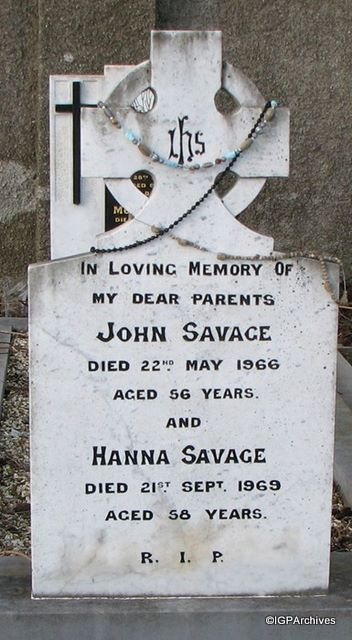 ihs
IN LOVING MEMORY OF
MY DEAR PARENTS
JOHN SAVAGE
DIED 22ND. MAY 1966
AGED 56 YEARS.
AND
HANNA SAVAGE
DIED 21ST. SEPT. 1969
AGED 58 YEARS.
R. I. P.
©IGPArchives